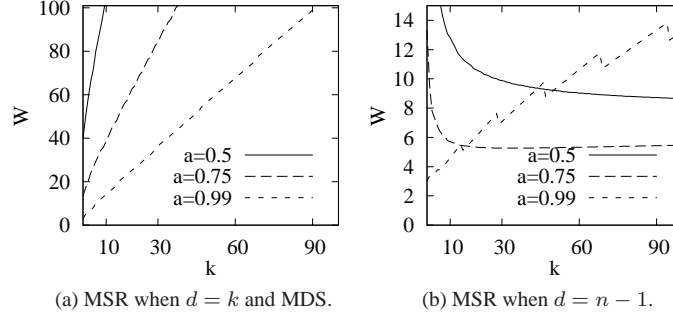 100
80
60
40
20
0
W
a=0.5
a=0.75
a=0.99
10 30 60 90
k
(a) MSR when d = k and MDS.
14
12
10
8
6
4
2
0
W
a=0.5
a=0.75
a=0.99
10 30 60 90
k
(b) MSR when d = n − 1.